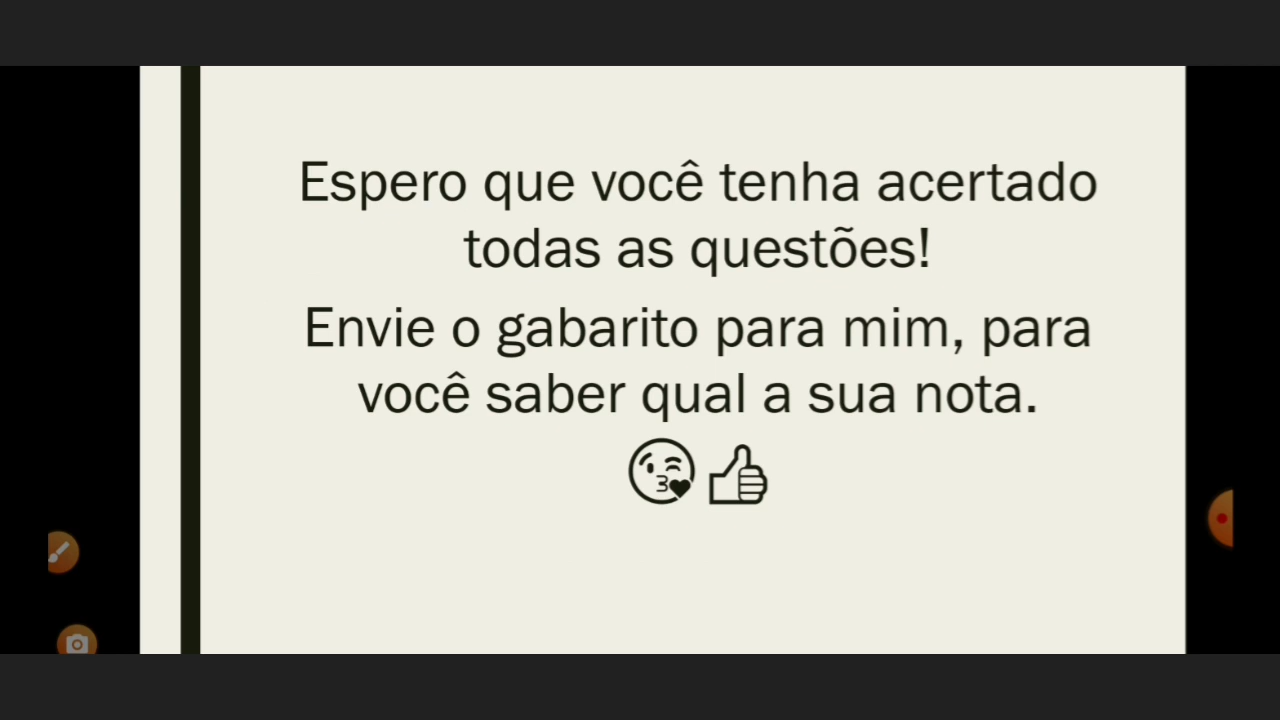 Espero que você tenha acertado
todas as questões!
Envie o gabarito para mim, para
você saber qual a sua nota.
😘👍